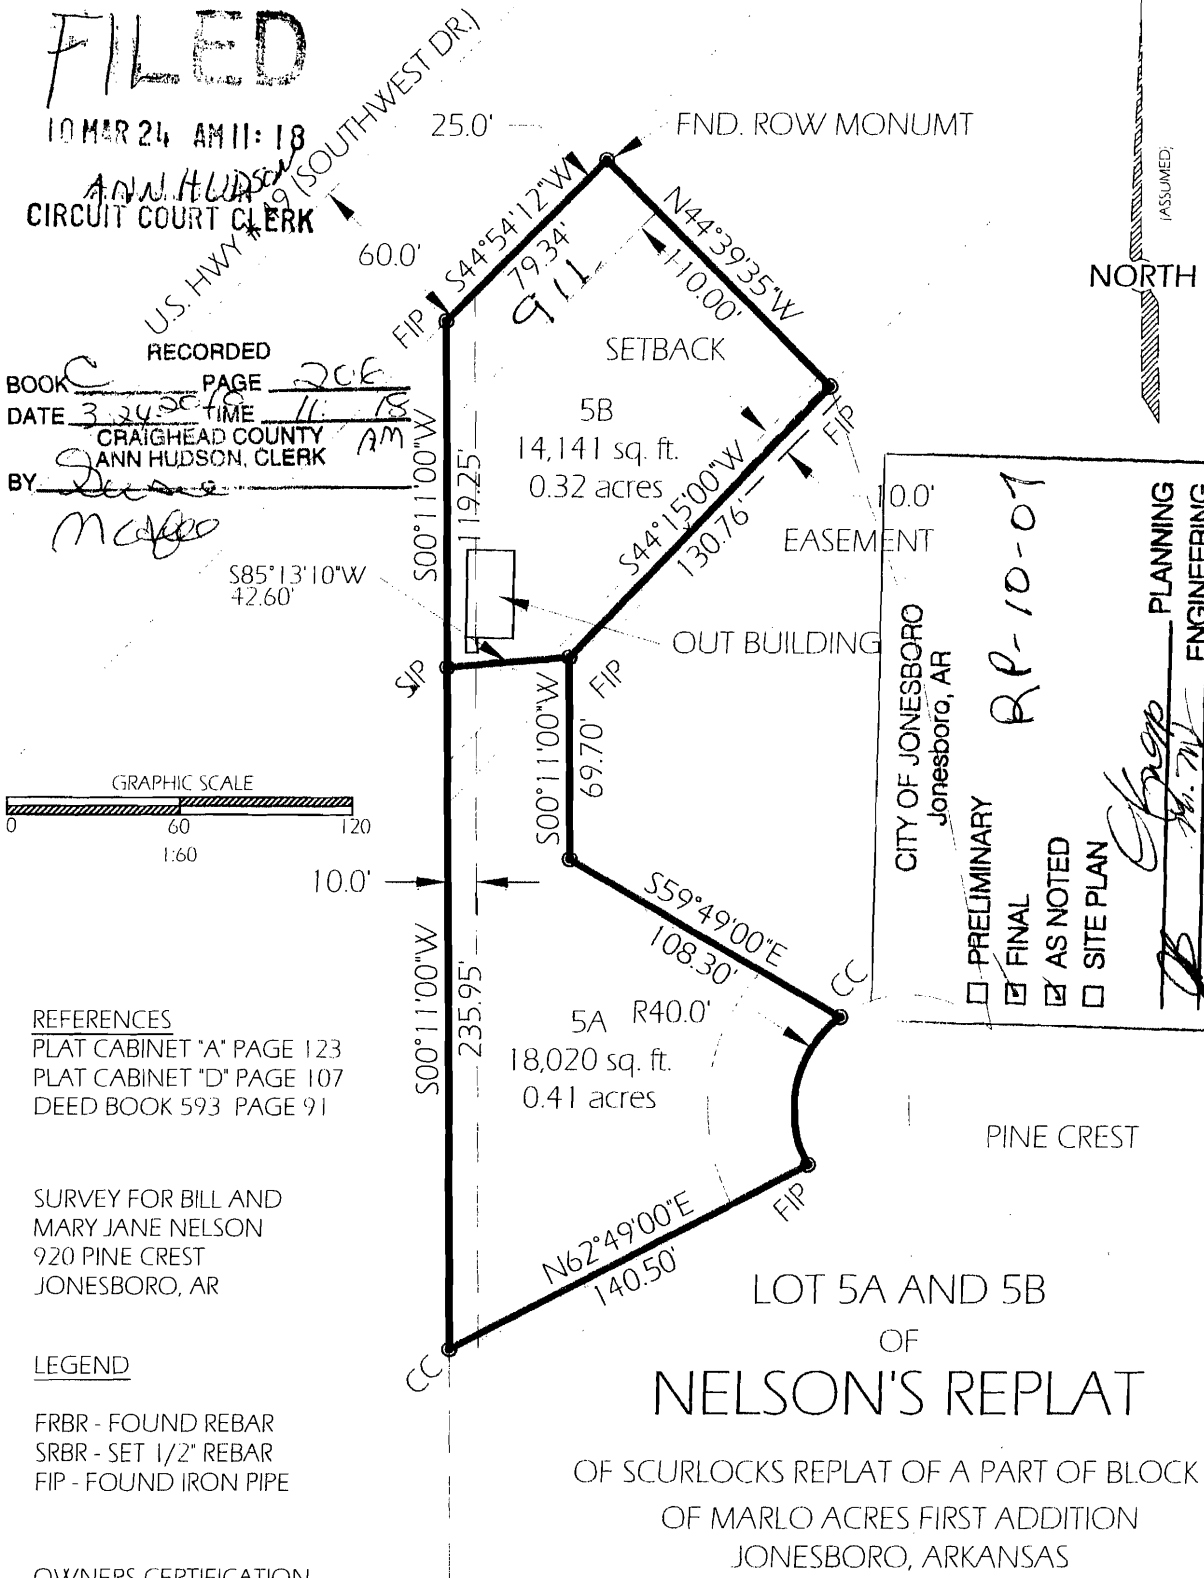 FILED
10 MAR 24 AM 11:18
ANN HUDSON
CIRCUIT COURT CLERK
U.S. HWY #49 (SOUTHWEST DR.)
25.0'
FND. ROW MONUMT
60.0'
S44°54'12"W
79.34'
911
N44°39'35"W
110.00'
(ASSUMED)
NORTH
FIP
SETBACK
RECORDED
BOOK C PAGE 206
DATE 3-24-2010 TIME 11:18 AM
CRAIGHEAD COUNTY
ANN HUDSON, CLERK
BY
5B
14,141 sq. ft.
0.32 acres
FIP
S00°11'00"W
119.25'
S44°15'00"W
130.76'
10.0'
EASEMENT
S85°13'10"W
42.60'
OUT BUILDING
SIP
FIP
S00°11'00"W
69.70'
CITY OF JONESBORO
Jonesboro, AR
RP-10-07
PRELIMINARY
FINAL
AS NOTED
SITE PLAN
PLANNING
ENGINEERING
GRAPHIC SCALE
0 60 120
1:60
10.0'
S59°49'00"E
108.30'
CC
S00°11'00"W
235.95'
5A
18,020 sq. ft.
0.41 acres
R40.0'
PINE CREST
FIP
N62°49'00"E
140.50'
CC
REFERENCES
PLAT CABINET "A" PAGE 123
PLAT CABINET "D" PAGE 107
DEED BOOK 593 PAGE 91
SURVEY FOR BILL AND
MARY JANE NELSON
920 PINE CREST
JONESBORO, AR
LEGEND
FRBR - FOUND REBAR
SRBR - SET 1/2" REBAR
FIP - FOUND IRON PIPE
LOT 5A AND 5B
OF
NELSON'S REPLAT
OF SCURLOCKS REPLAT OF A PART OF BLOCK
OF MARLO ACRES FIRST ADDITION
JONESBORO, ARKANSAS
OWNERS CERTIFICATION